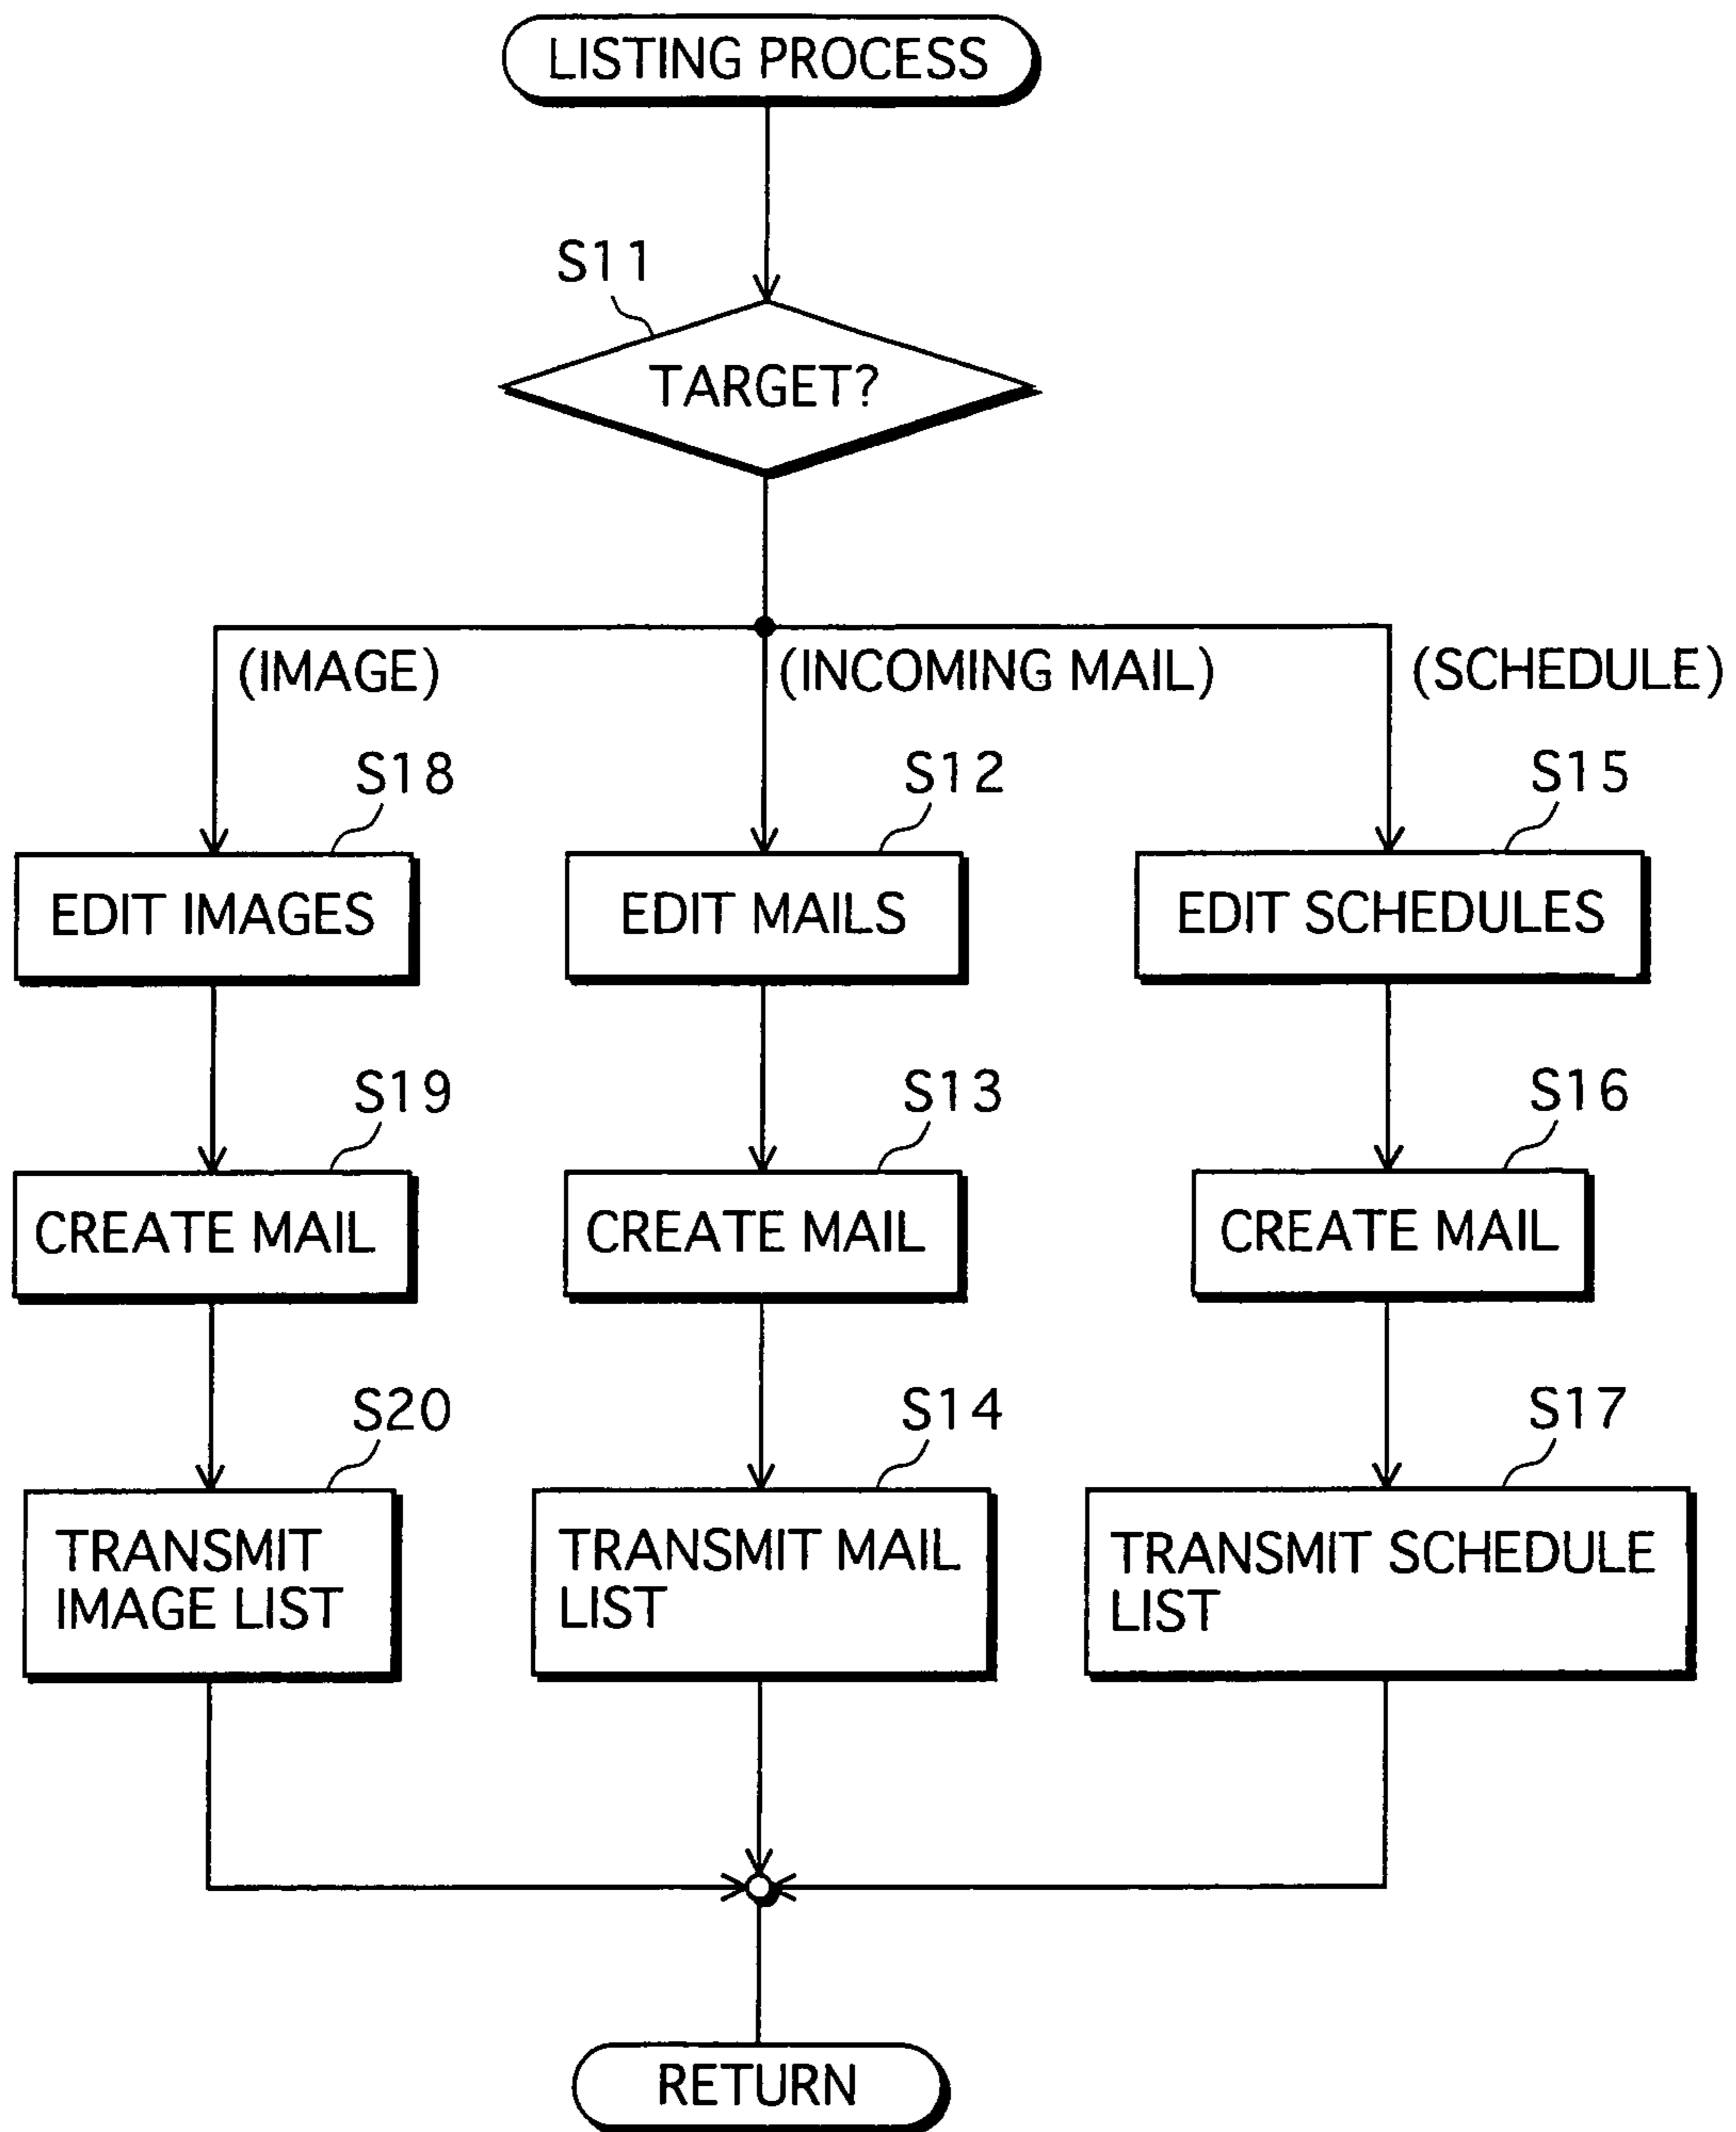 LISTING PROCESS
S11
TARGET?
(IMAGE)
(INCOMING MAIL)
(SCHEDULE)
S18
S12
S15
EDIT IMAGES
EDIT MAILS
EDIT SCHEDULES
S19
S13
S16
CREATE MAIL
CREATE MAIL
CREATE MAIL
S20
S14
S17
TRANSMIT
IMAGE LIST
TRANSMIT MAIL
LIST
TRANSMIT SCHEDULE
LIST
RETURN